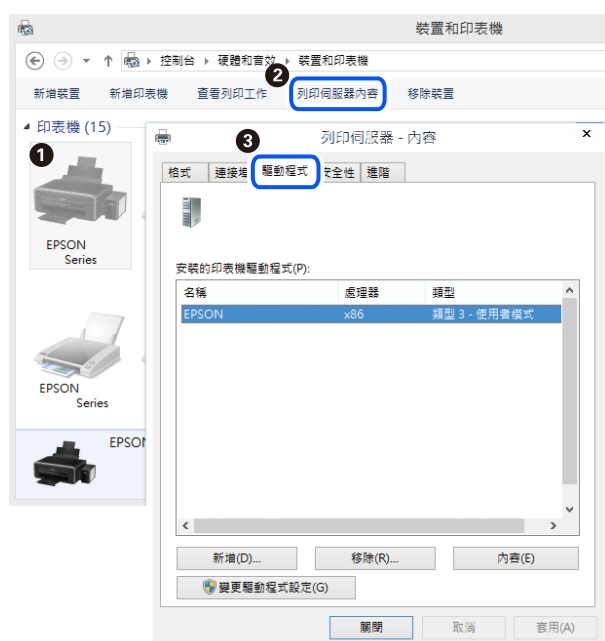 裝置和印表機
控制台 硬體和音效 裝置和印表機
2
新增裝置 新增印表機 查看列印工作 列印伺服器內容 移除裝置
印表機 (15)
1
3
列印伺服器 - 內容
格式 連接埠 驅動程式 安全性 進階
EPSON
Series
安裝的印表機驅動程式(P):
名稱 處理器 類型
EPSON x86 類型 3 - 使用者模式
EPSON
Series
EPSON
新增(D)... 移除(R)... 內容(E)
變更驅動程式設定(G)
關閉 取消 套用(A)